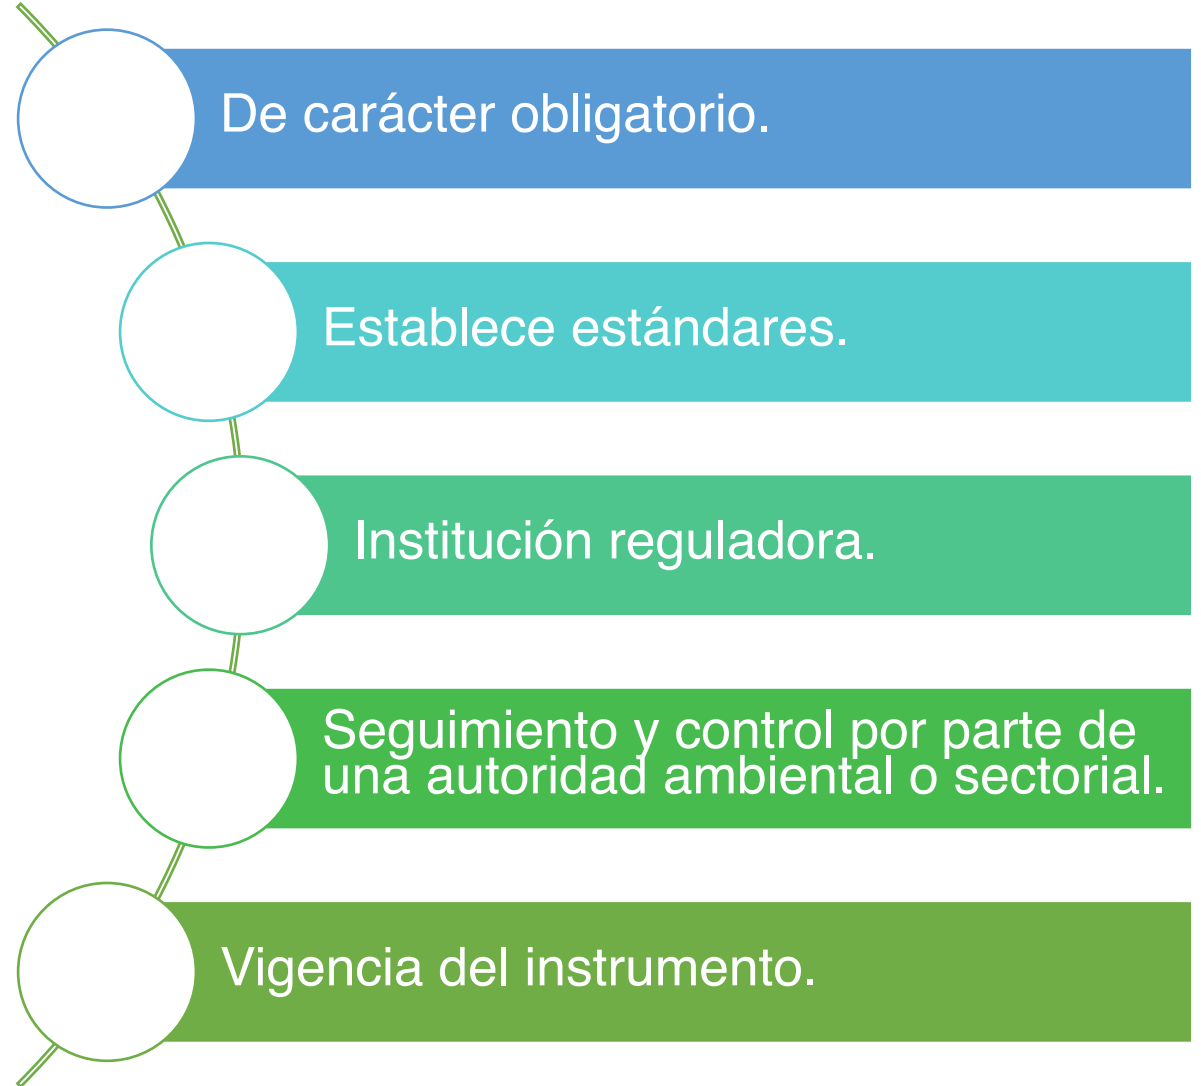 De carácter obligatorio.
Establece estándares.
Institución reguladora.
Seguimiento y control por parte de
una autoridad ambiental o sectorial.
Vigencia del instrumento.